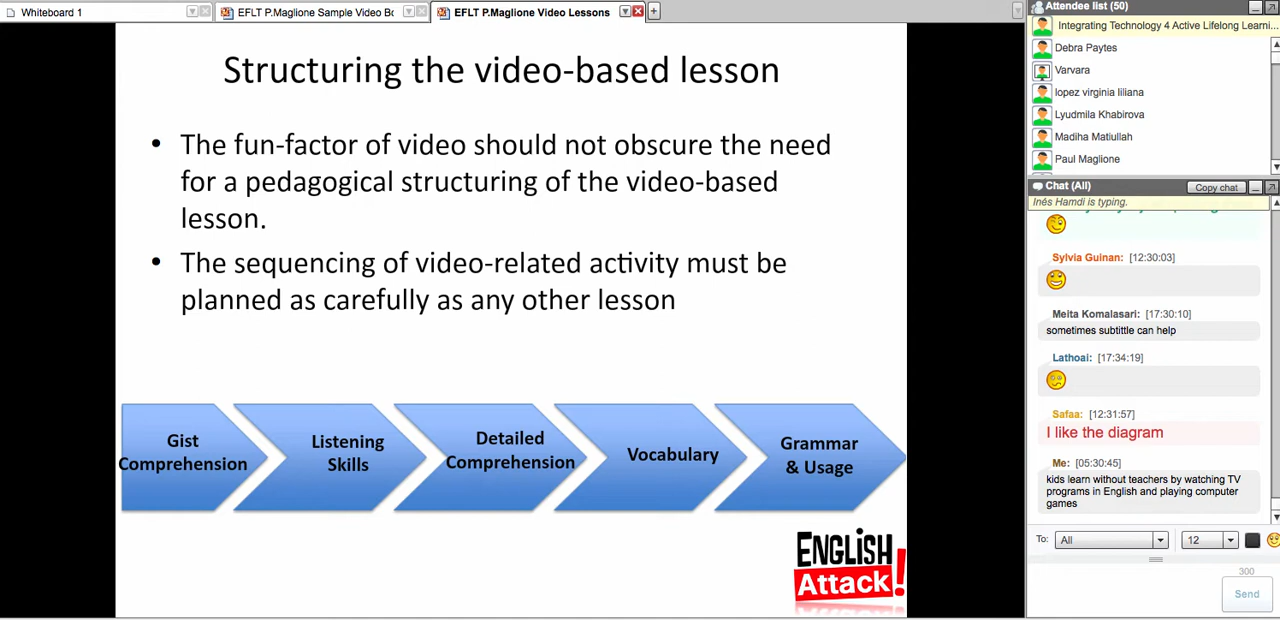 Whiteboard 1
EFLT P.Maglione Sample Video Bo
EFLT P.Maglione Video Lessons
Structuring the video-based lesson
• The fun-factor of video should not obscure the need
for a pedagogical structuring of the video-based
lesson.
• The sequencing of video-related activity must be
planned as carefully as any other lesson
Gist
Comprehension
Listening
Skills
Detailed
Comprehension
Vocabulary
Grammar
& Usage
ENGLISH
Attack!
Attendee list (50)
Integrating Technology 4 Active Lifelong Learni...
Debra Paytes
Varvara
lopez virginia liliana
Lyudmila Khabirova
Madiha Matiullah
Paul Maglione
Chat (All)
Copy chat
Inés Hamdi is typing.
Sylvia Guinan: [12:30:03]
Meita Komalasari: [17:30:10]
sometimes subtittle can help
Lathoai: [17:34:19]
Safaa: [12:31:57]
I like the diagram
Me: [05:30:45]
kids learn without teachers by watching TV
programs in English and playing computer
games
To: All 12
300
Send